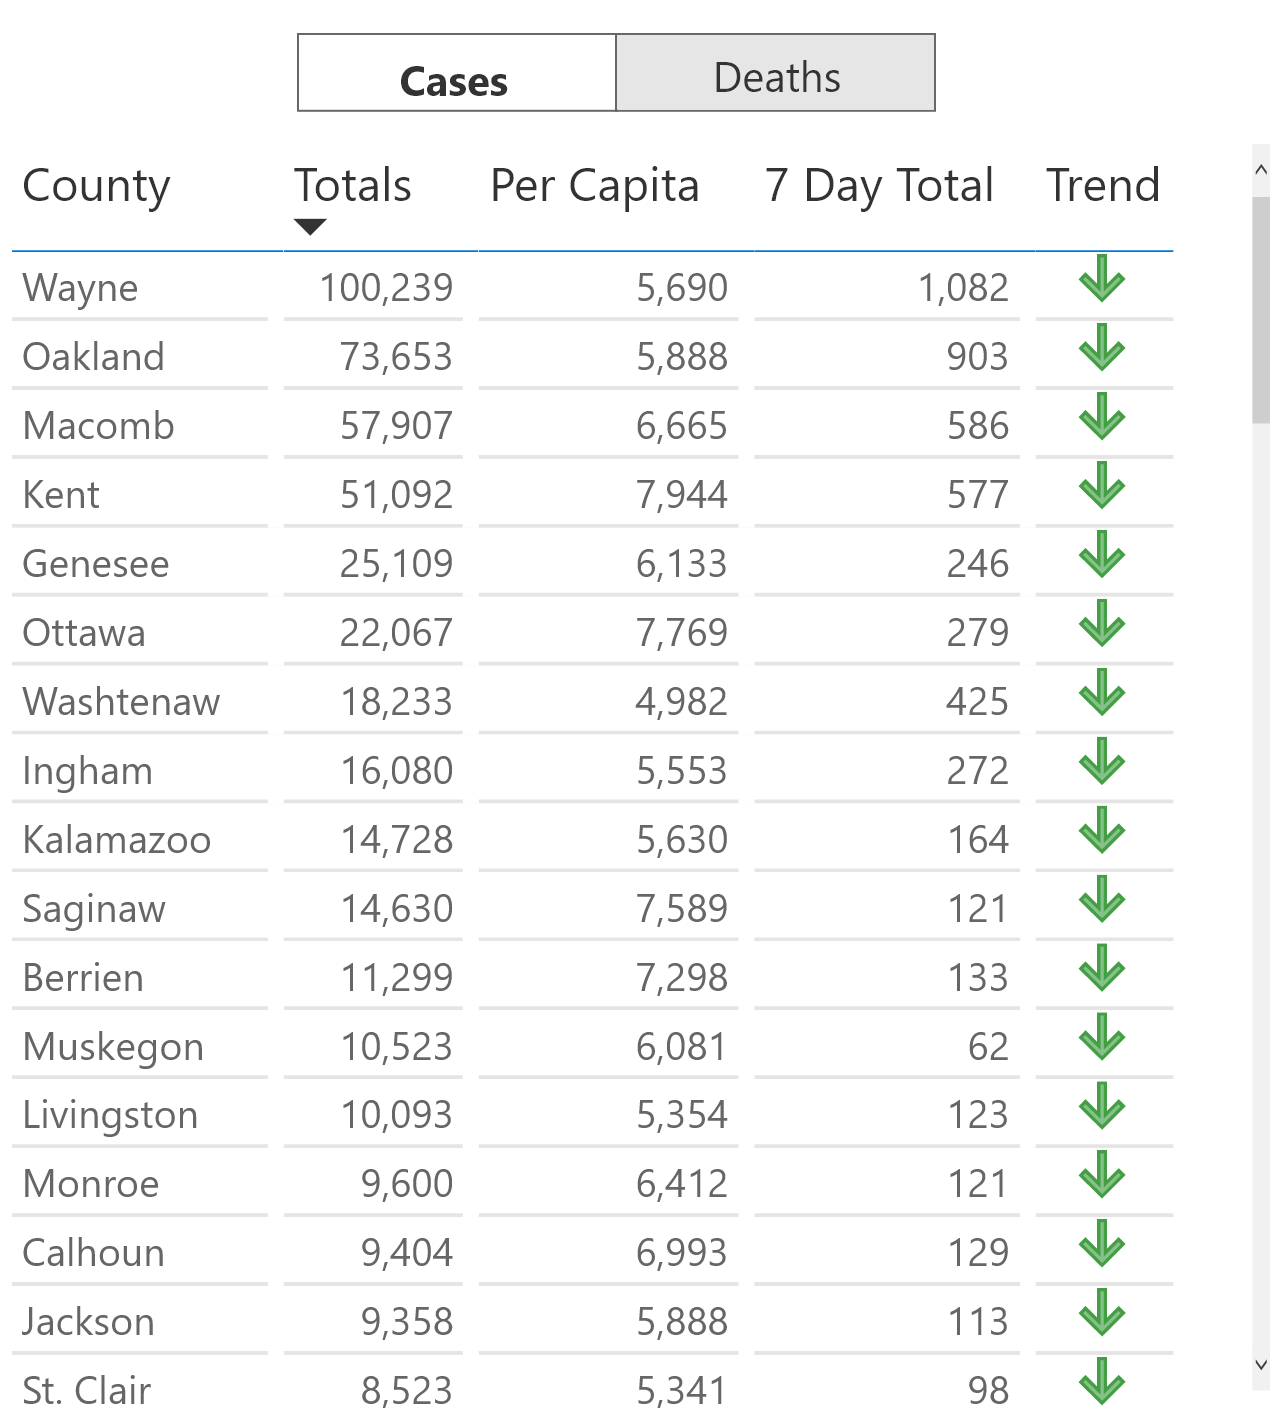 Cases Deaths
County Totals Per Capita 7 Day Total Trend
Wayne 100,239 5,690 1,082
Oakland 73,653 5,888 903
Macomb 57,907 6,665 586
Kent 51,092 7,944 577
Genesee 25,109 6,133 246
Ottawa 22,067 7,769 279
Washtenaw 18,233 4,982 425
Ingham 16,080 5,553 272
Kalamazoo 14,728 5,630 164
Saginaw 14,630 7,589 121
Berrien 11,299 7,298 133
Muskegon 10,523 6,081 62
Livingston 10,093 5,354 123
Monroe 9,600 6,412 121
Calhoun 9,404 6,993 129
Jackson 9,358 5,888 113
St. Clair 8,523 5,341 98